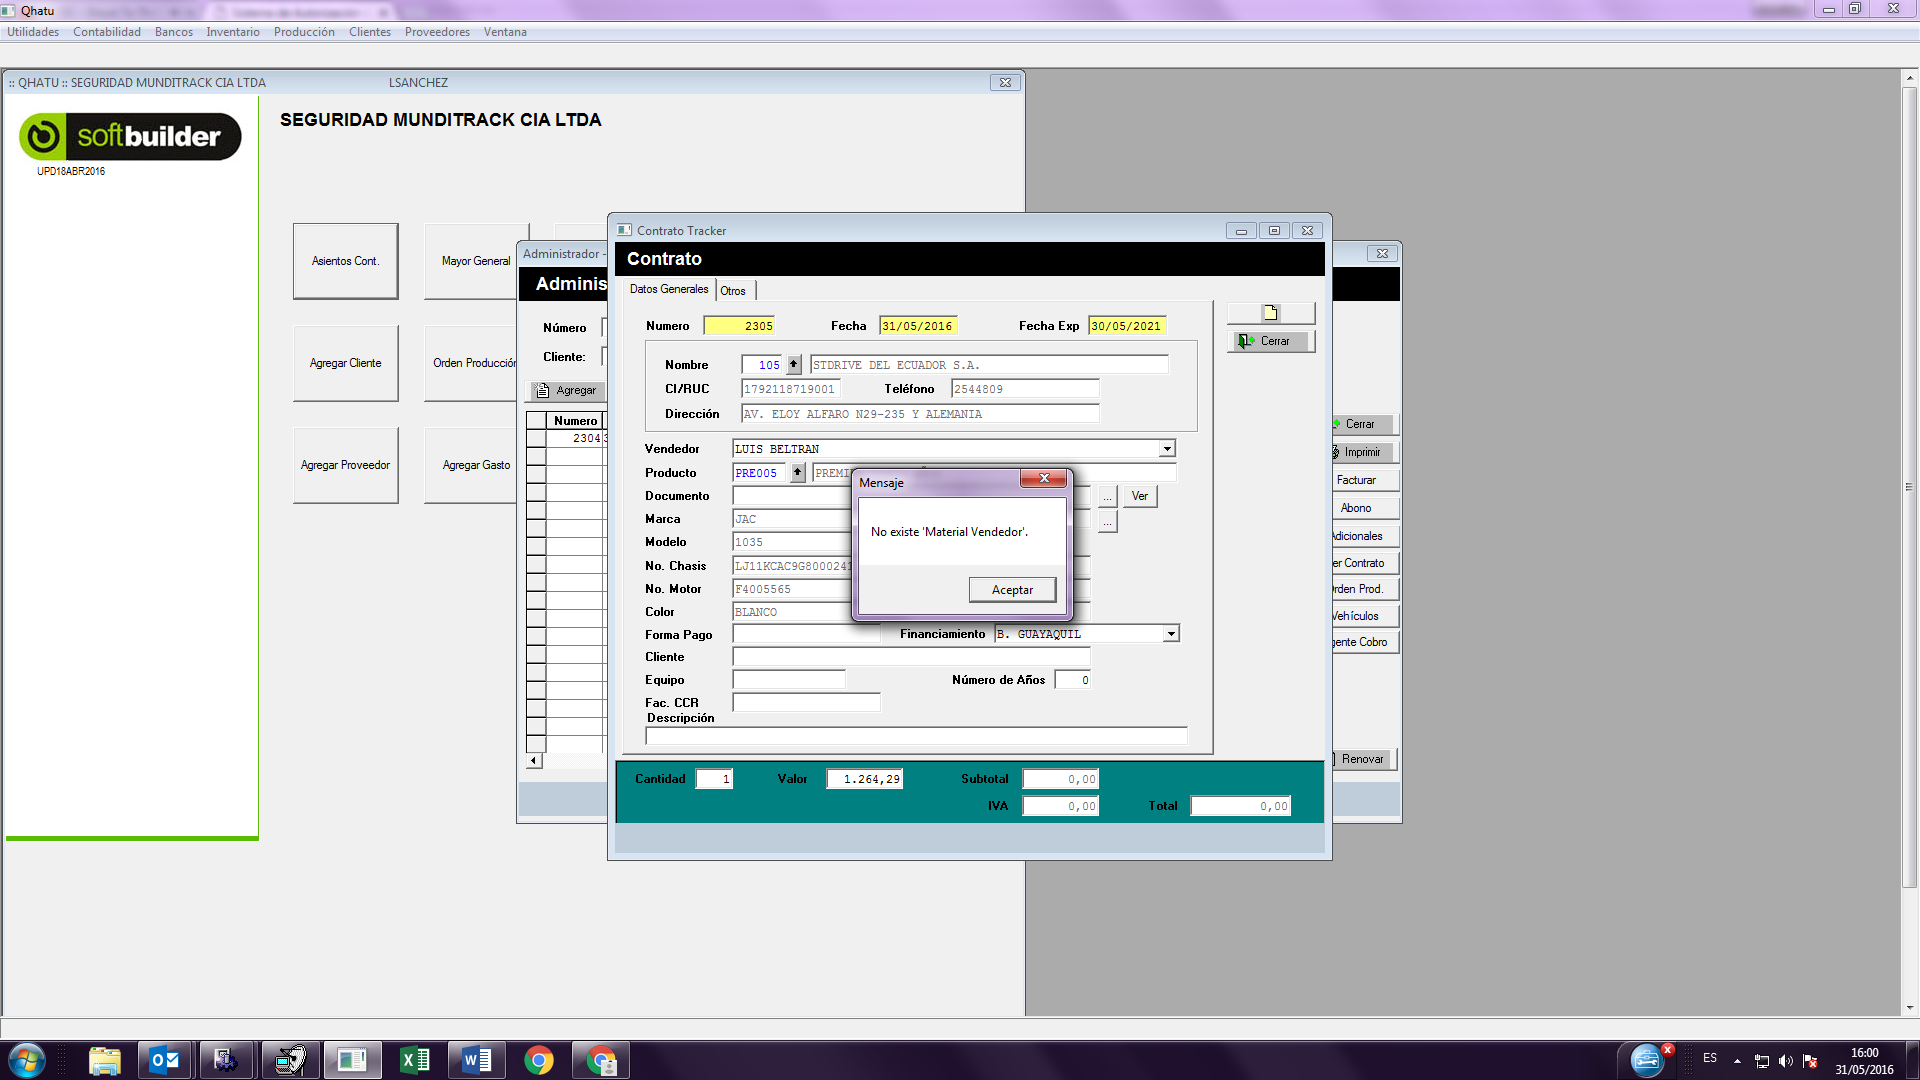 Qhatu
Utilidades Contabilidad Bancos Inventario Producción Clientes Proveedores Ventana
:: QHATU :: SEGURIDAD MUNDITRACK CIA LTDA LSANCHEZ
softbuilder
UPD18ABR2016
SEGURIDAD MUNDITRACK CIA LTDA
Asientos Cont.
Mayor General
Agregar Cliente
Orden Producción
Agregar Proveedor
Agregar Gasto
Administrador -
Adminis
Número
Cliente:
Agregar
Numero
2304 3
Contrato Tracker
Contrato
Datos Generales Otros
Numero 2305 Fecha 31/05/2016 Fecha Exp 30/05/2021
Nombre 105 STDRIVE DEL ECUADOR S.A.
CI/RUC 1792118719001 Teléfono 2544809
Dirección AV. ELOY ALFARO N29-235 Y ALEMANIA
Vendedor LUIS BELTRAN
Producto PRE005 PREMI
Documento ... Ver
Marca JAC ...
Modelo 1035
No. Chasis LJ11KCAC9G8000241
No. Motor F4005565
Color BLANCO
Forma Pago Financiamiento B. GUAYAQUIL
Cliente
Equipo Número de Años 0
Fac. CCR
Descripción
Cantidad 1 Valor 1.264,29 Subtotal 0,00
IVA 0,00 Total 0,00
Cerrar
Mensaje
No existe 'Material Vendedor'.
Aceptar
Cerrar
Imprimir
Facturar
Abono
Adicionales
er Contrato
rden Prod.
Vehículos
gente Cobro
Renovar
ES
16:00
31/05/2016